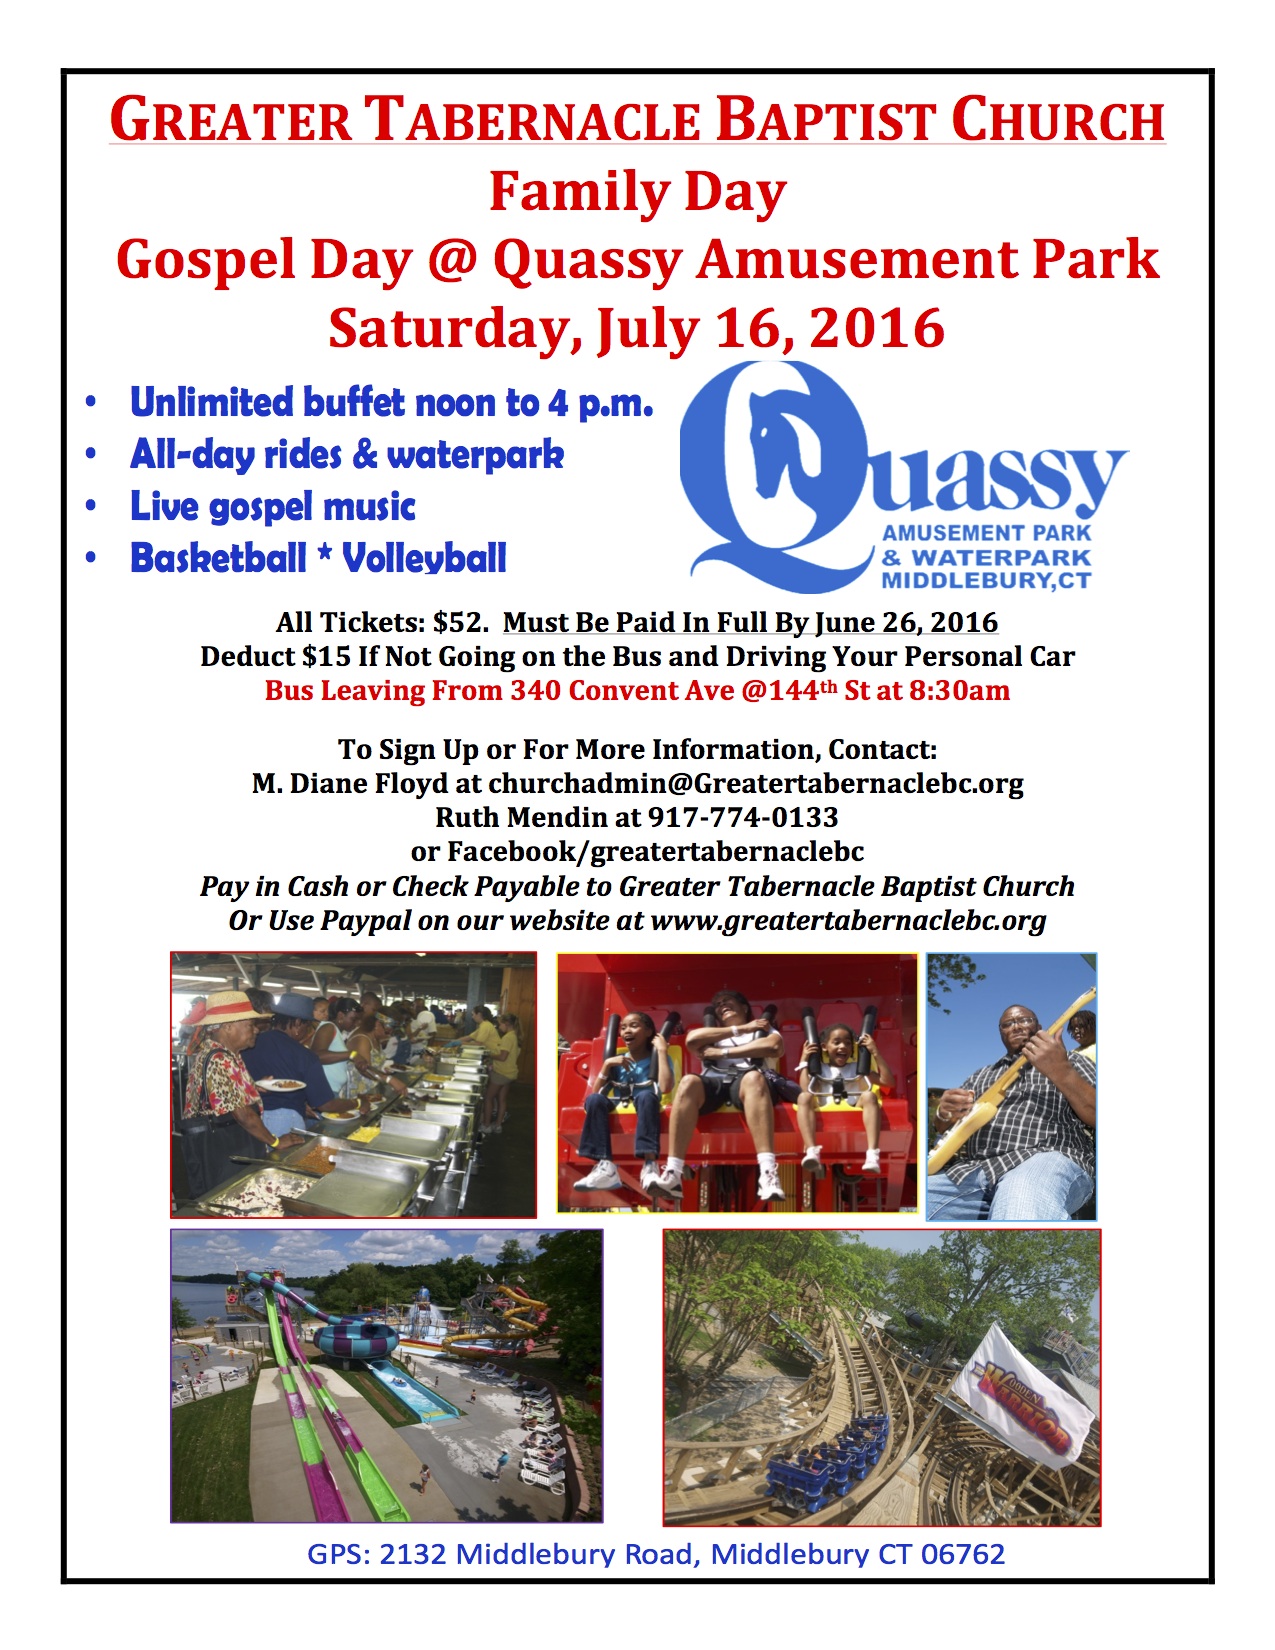 GREATER TABERNACLE BAPTIST CHURCH
Family Day
Gospel Day @ Quassy Amusement Park
Saturday, July 16, 2016
• Unlimited buffet noon to 4 p.m.
• All-day rides & waterpark
• Live gospel music
• Basketball * Volleyball
Quassy
AMUSEMENT PARK
& WATERPARK
MIDDLEBURY,CT
All Tickets: $52. Must Be Paid In Full By June 26, 2016
Deduct $15 If Not Going on the Bus and Driving Your Personal Car
Bus Leaving From 340 Convent Ave @144th St at 8:30am
To Sign Up or For More Information, Contact:
M. Diane Floyd at churchadmin@Greatertabernaclebc.org
Ruth Mendin at 917-774-0133
or Facebook/greatertabernaclebc
Pay in Cash or Check Payable to Greater Tabernacle Baptist Church
Or Use Paypal on our website at www.greatertabernaclebc.org
WOODEN
WARRIOR
GPS: 2132 Middlebury Road, Middlebury CT 06762